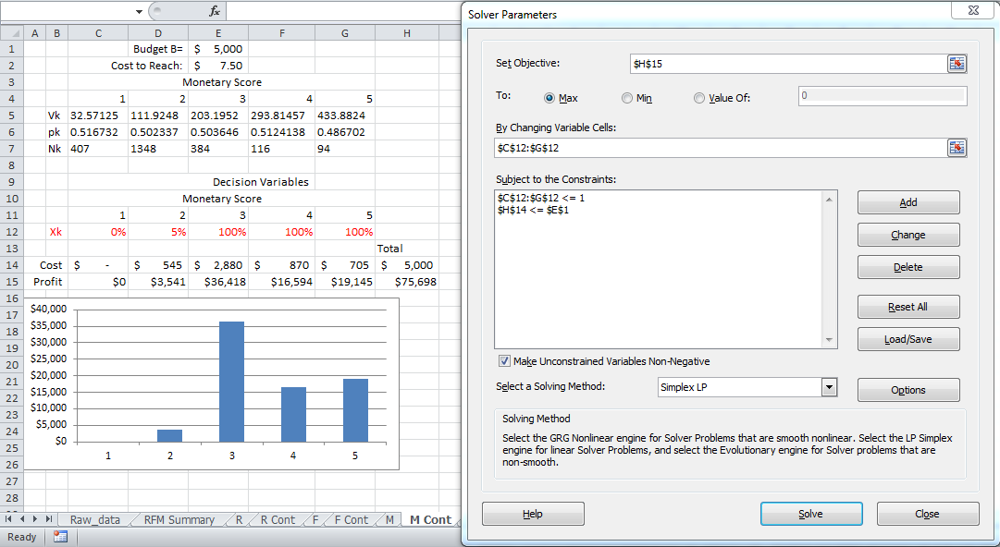 fx
A B C D E F G H
1 Budget B= $ 5,000
2 Cost to Reach: $ 7.50
3 Monetary Score
4 1 2 3 4 5
5 Vk 32.57125 111.9248 203.1952 293.81457 433.8824
6 pk 0.516732 0.502337 0.503646 0.5124138 0.486702
7 Nk 407 1348 384 116 94
8
9 Decision Variables
10 Monetary Score
11 1 2 3 4 5
12 Xk 0% 5% 100% 100% 100%
13 Total
14 Cost $ - $ 545 $ 2,880 $ 870 $ 705 $ 5,000
15 Profit $0 $3,541 $36,418 $16,594 $19,145 $75,698
16
17
18
19
20
21
22
23
24
25
26
27
28
$40,000
$35,000
$30,000
$25,000
$20,000
$15,000
$10,000
$5,000
$0
1 2 3 4 5
Raw_data RFM Summary R R Cont F F Cont M M Cont
Ready
Solver Parameters
Set Objective: $H$15
To: Max Min Value Of: 0
By Changing Variable Cells:
$C$12:$G$12
Subject to the Constraints:
$C$12:$G$12 <= 1
$H$14 <= $E$1
Add
Change
Delete
Reset All
Load/Save
Make Unconstrained Variables Non-Negative
Select a Solving Method: Simplex LP
Options
Solving Method
Select the GRG Nonlinear engine for Solver Problems that are smooth nonlinear. Select the LP Simplex
engine for linear Solver Problems, and select the Evolutionary engine for Solver problems that are
non-smooth.
Help Solve Close